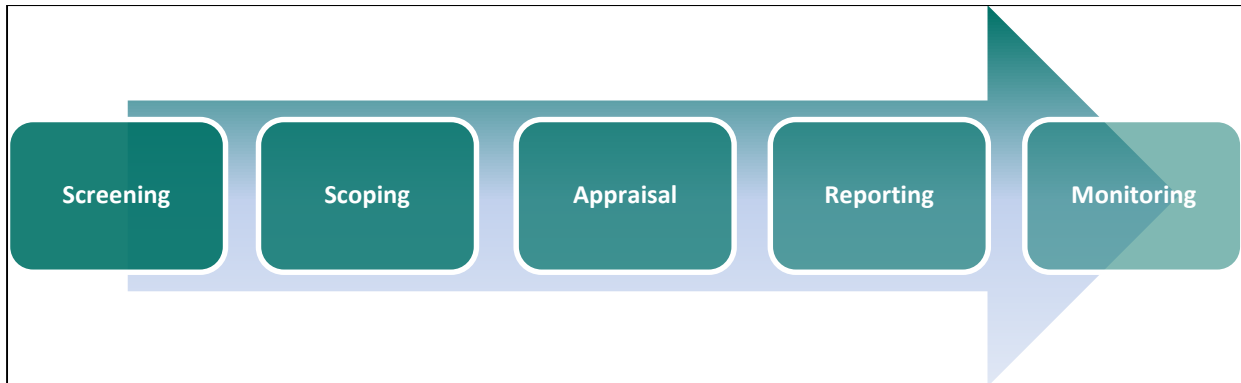 Screening
Scoping
Appraisal
Reporting
Monitoring